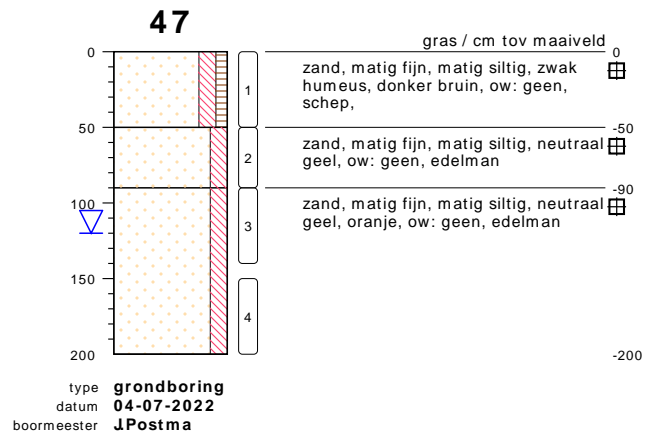 47
gras / cm tov maaiveld
0
0
zand, matig fijn, matig siltig, zwak
humeus, donker bruin, ow: geen,
schep,
1
50
-50
zand, matig fijn, matig siltig, neutraal
geel, ow: geen, edelman
2
-90
zand, matig fijn, matig siltig, neutraal
geel, oranje, ow: geen, edelman
100
3
150
4
200
-200
type grondboring
datum 04-07-2022
boormeester J.Postma